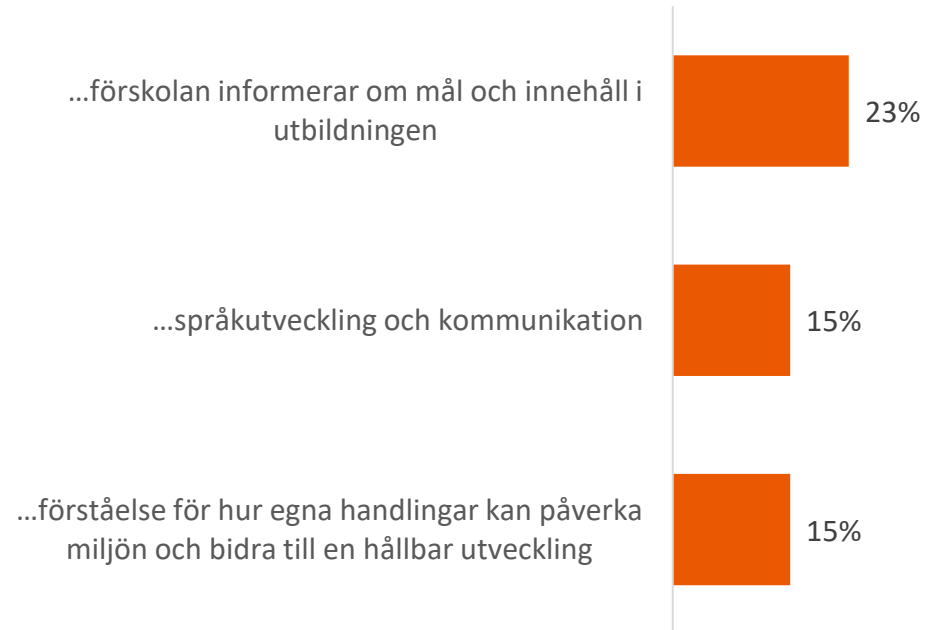 ...förskolan informerar om mål och innehåll i
utbildningen
23%
...språkutveckling och kommunikation
15%
...förståelse för hur egna handlingar kan påverka
miljön och bidra till en hållbar utveckling
15%